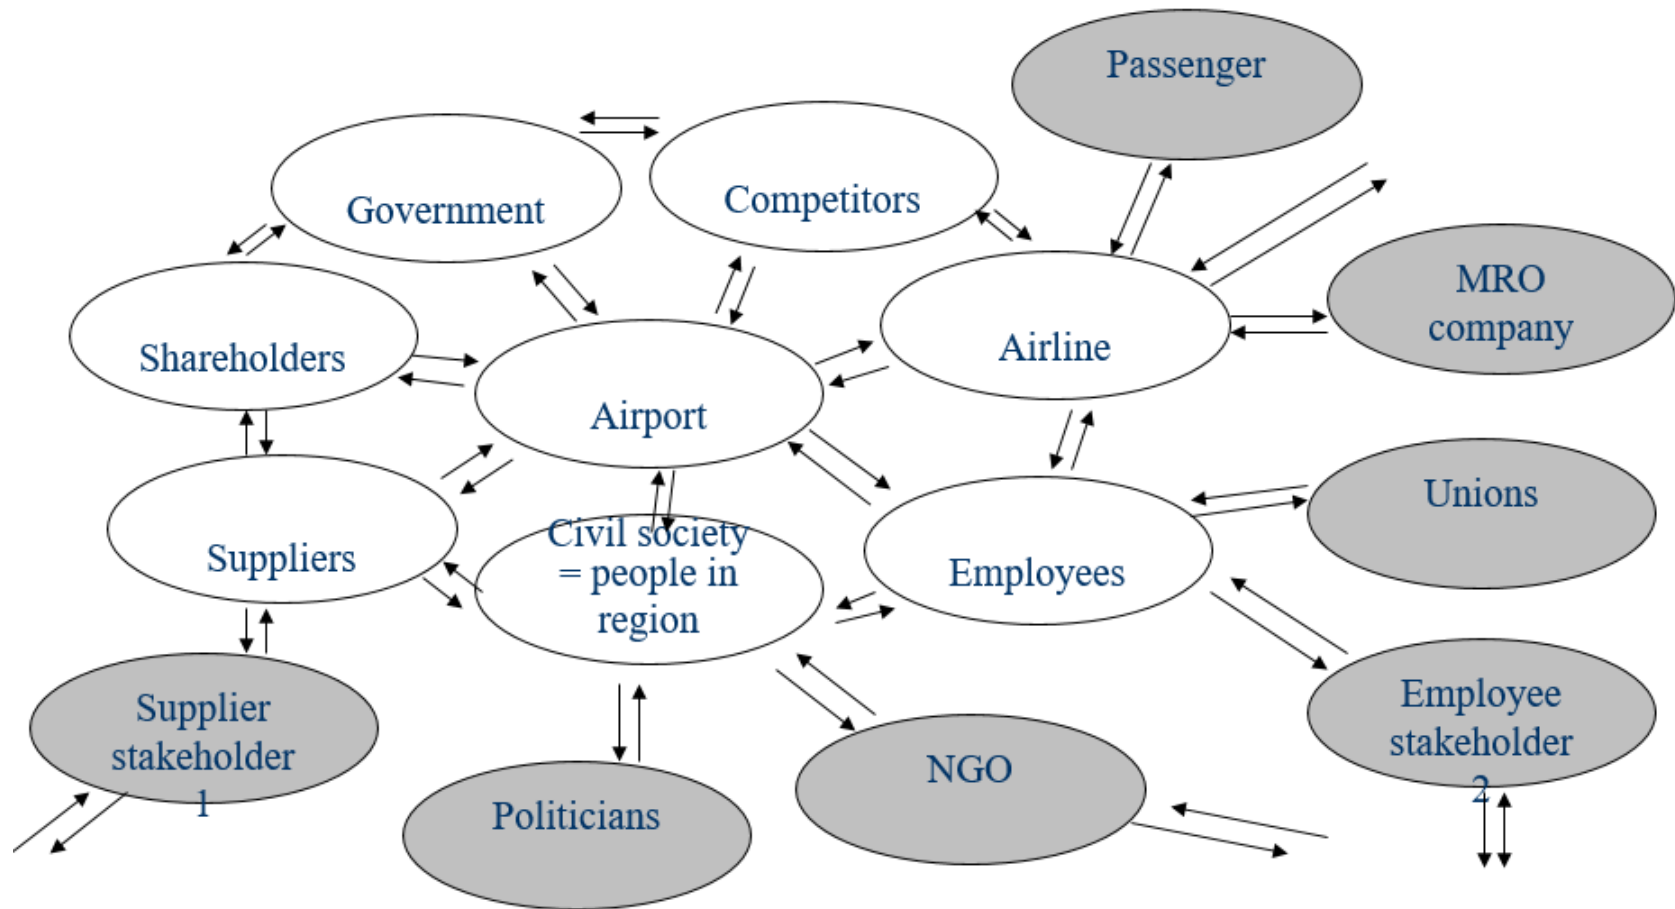 Passenger
Government
Competitors
MRO
company
Shareholders
Airport
Airline
Unions
Suppliers
Civil society
= people in
region
Employees
Supplier
stakeholder
1
Politicians
NGO
Employee
stakeholder
2